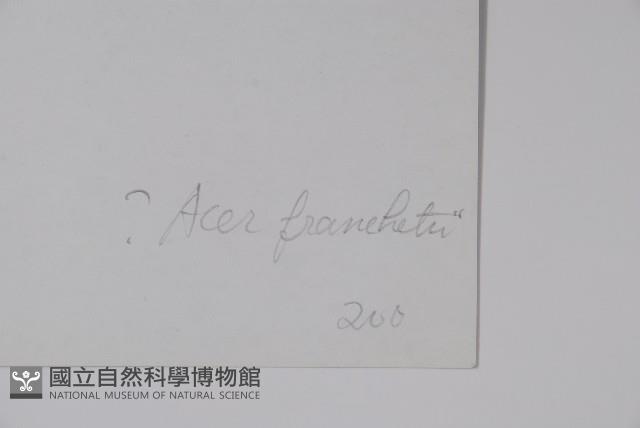 ? Acer franchetii
200
國立自然科學博物館
NATIONAL MUSEUM OF NATURAL SCIENCE